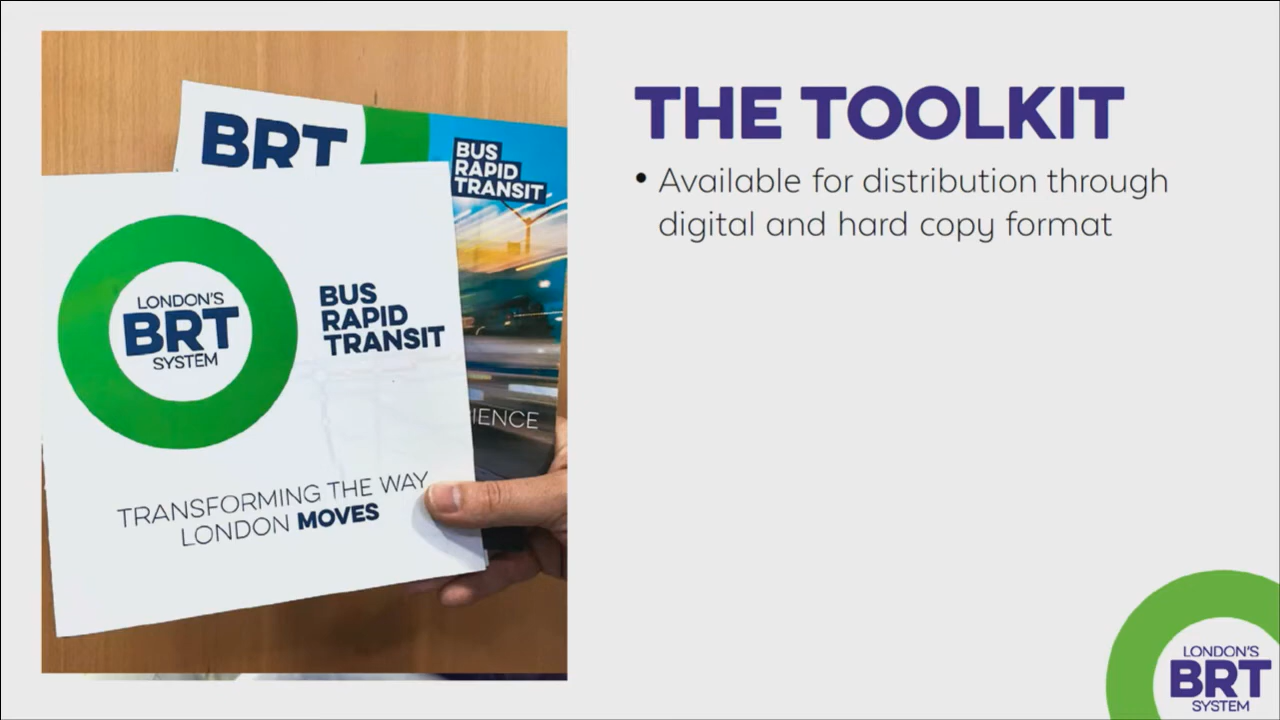 BRT
BUS
RAPID
TRANSIT
LONDON'S
BRT
SYSTEM
BUS
RAPID
TRANSIT
TRANSFORMING THE WAY
LONDON MOVES
THE TOOLKIT
• Available for distribution through
digital and hard copy format
LONDON'S
BRT
SYSTEM